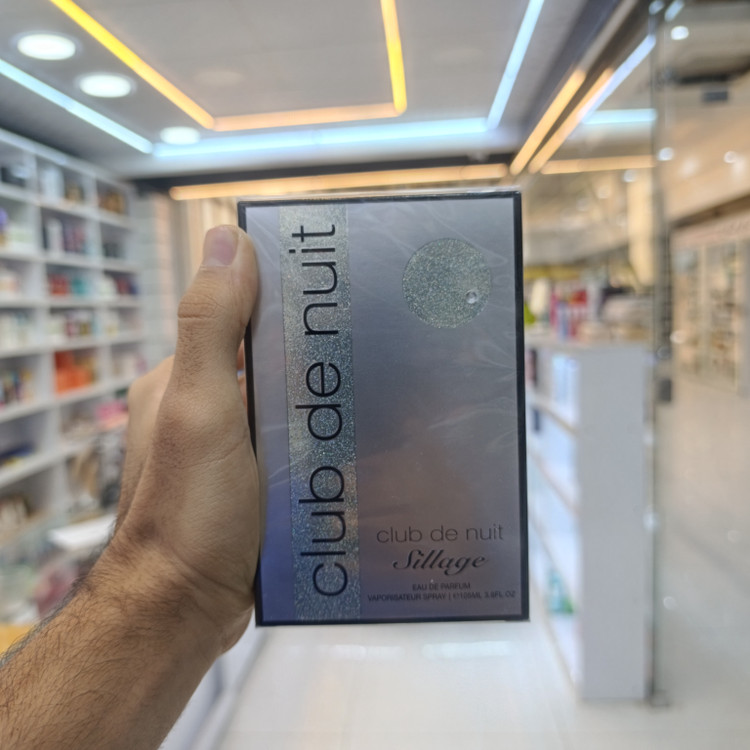 club de nuit
club de nuit
Sillage
EAU DE PARFUM
VAPORISATEUR SPRAY | ℮105ML 3.6FL OZ